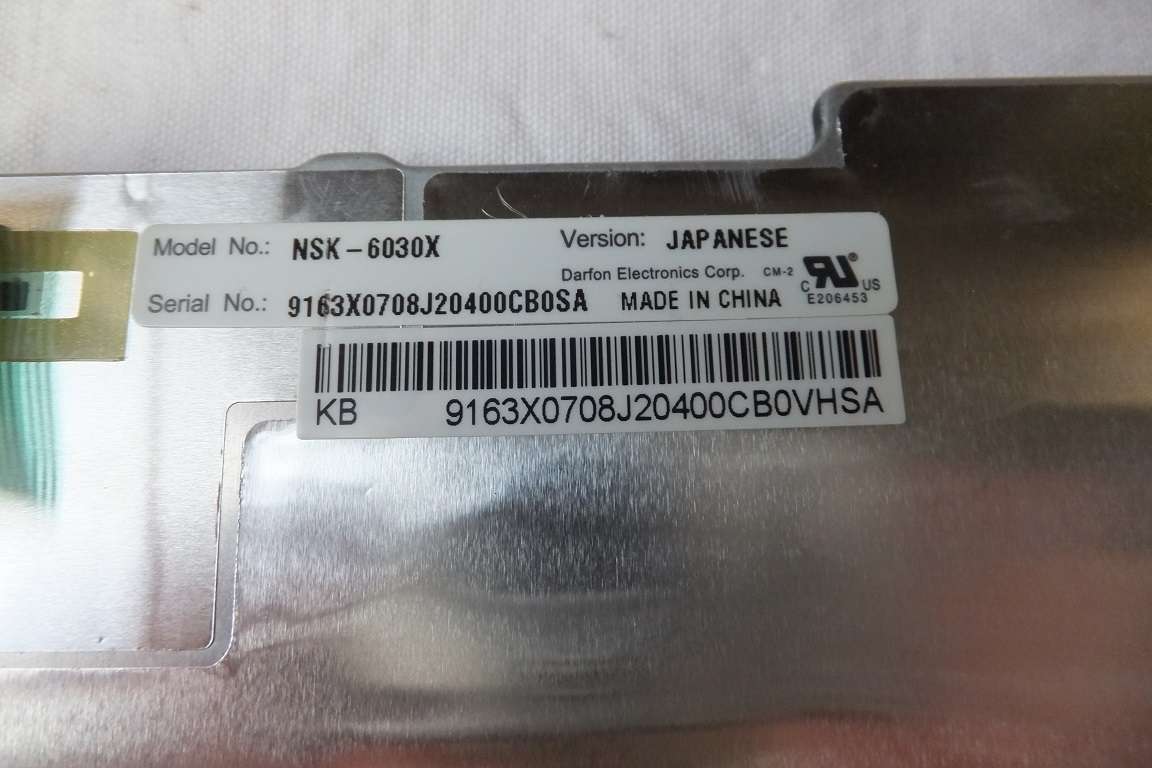 Model No.: NSK-6030X Version: JAPANESE
Darfon Electronics Corp. CM-2 c RU® US
Serial No.: 9163X0708J20400CB0SA MADE IN CHINA E206453
KB 9163X0708J20400CB0VHSA